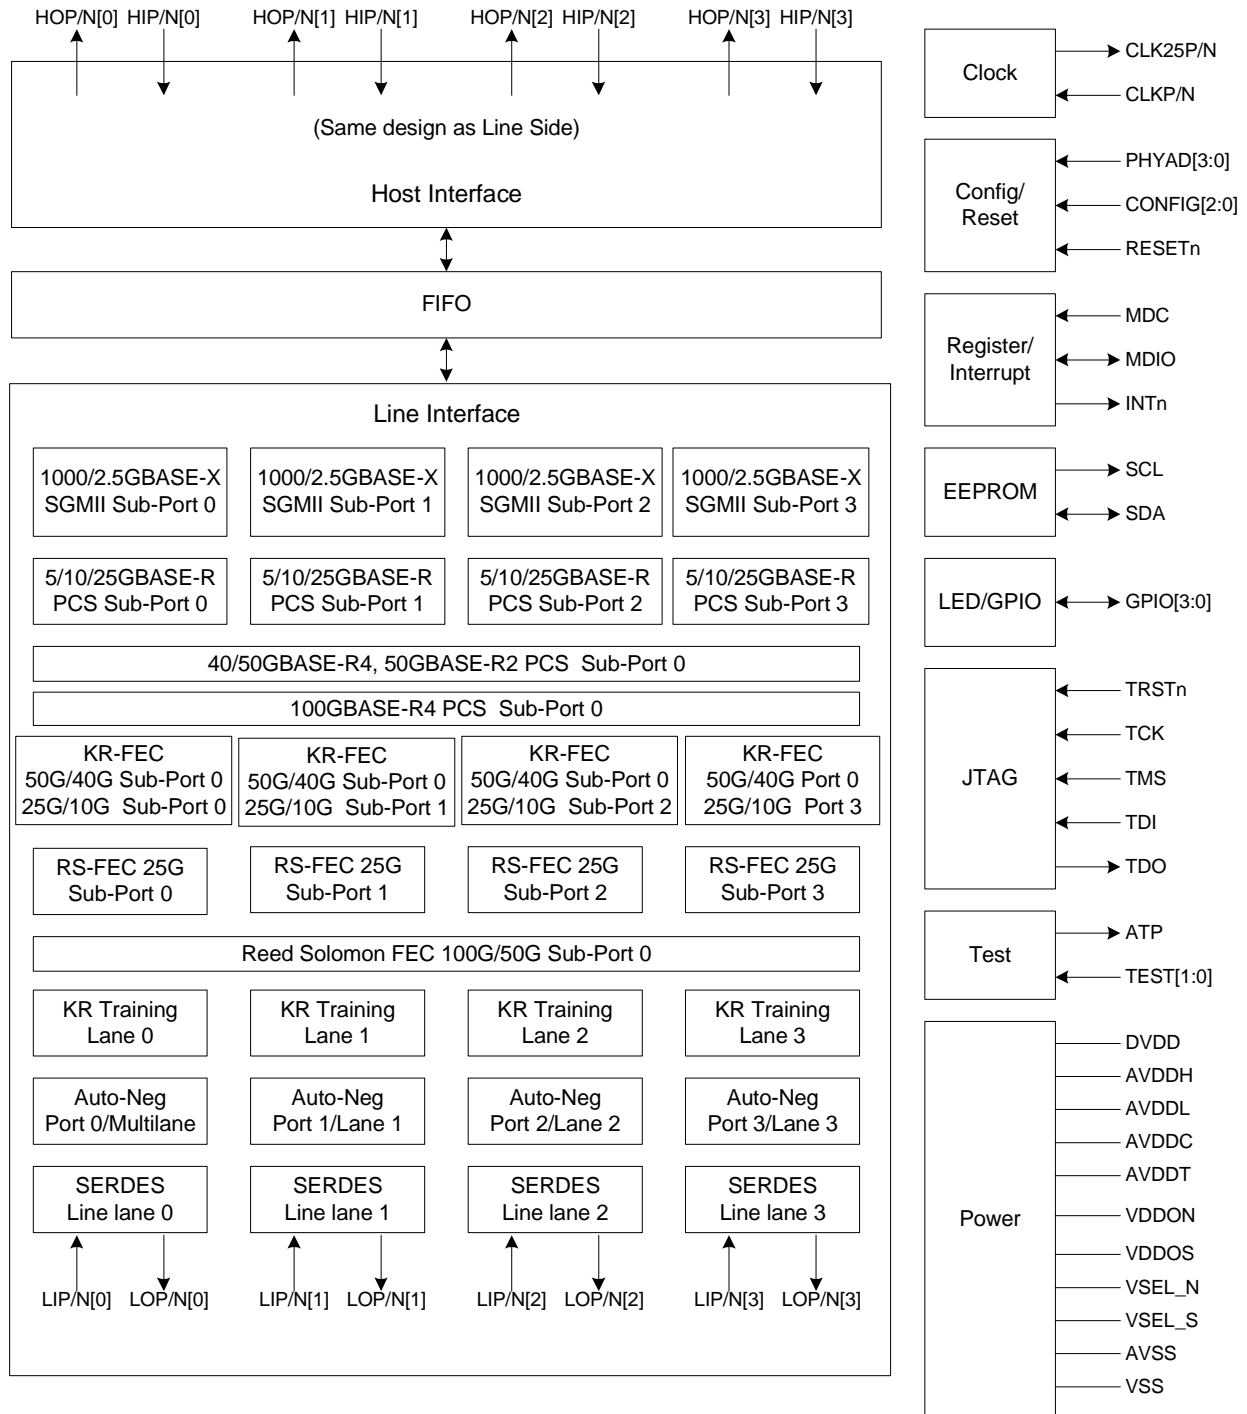 HOP/N[0] HIP/N[0] HOP/N[1] HIP/N[1] HOP/N[2] HIP/N[2] HOP/N[3] HIP/N[3]
(Same design as Line Side)
Host Interface
FIFO
Line Interface
1000/2.5GBASE-X
SGMII Sub-Port 0
1000/2.5GBASE-X
SGMII Sub-Port 1
1000/2.5GBASE-X
SGMII Sub-Port 2
1000/2.5GBASE-X
SGMII Sub-Port 3
5/10/25GBASE-R
PCS Sub-Port 0
5/10/25GBASE-R
PCS Sub-Port 1
5/10/25GBASE-R
PCS Sub-Port 2
5/10/25GBASE-R
PCS Sub-Port 3
40/50GBASE-R4, 50GBASE-R2 PCS Sub-Port 0
100GBASE-R4 PCS Sub-Port 0
KR-FEC
50G/40G Sub-Port 0
25G/10G Sub-Port 0
KR-FEC
50G/40G Sub-Port 0
25G/10G Sub-Port 1
KR-FEC
50G/40G Sub-Port 0
25G/10G Sub-Port 2
KR-FEC
50G/40G Port 0
25G/10G Port 3
RS-FEC 25G
Sub-Port 0
RS-FEC 25G
Sub-Port 1
RS-FEC 25G
Sub-Port 2
RS-FEC 25G
Sub-Port 3
Reed Solomon FEC 100G/50G Sub-Port 0
KR Training
Lane 0
KR Training
Lane 1
KR Training
Lane 2
KR Training
Lane 3
Auto-Neg
Port 0/Multilane
Auto-Neg
Port 1/Lane 1
Auto-Neg
Port 2/Lane 2
Auto-Neg
Port 3/Lane 3
SERDES
Line lane 0
SERDES
Line lane 1
SERDES
Line lane 2
SERDES
Line lane 3
LIP/N[0] LOP/N[0] LIP/N[1] LOP/N[1] LIP/N[2] LOP/N[2] LIP/N[3] LOP/N[3]
Clock
CLK25P/N
CLKP/N
Config/
Reset
PHYAD[3:0]
CONFIG[2:0]
RESETn
Register/
Interrupt
MDC
MDIO
INTn
EEPROM
SCL
SDA
LED/GPIO
GPIO[3:0]
JTAG
TRSTn
TCK
TMS
TDI
TDO
Test
ATP
TEST[1:0]
Power
DVDD
AVDDH
AVDDL
AVDDC
AVDDT
VDDON
VDDOS
VSEL_N
VSEL_S
AVSS
VSS